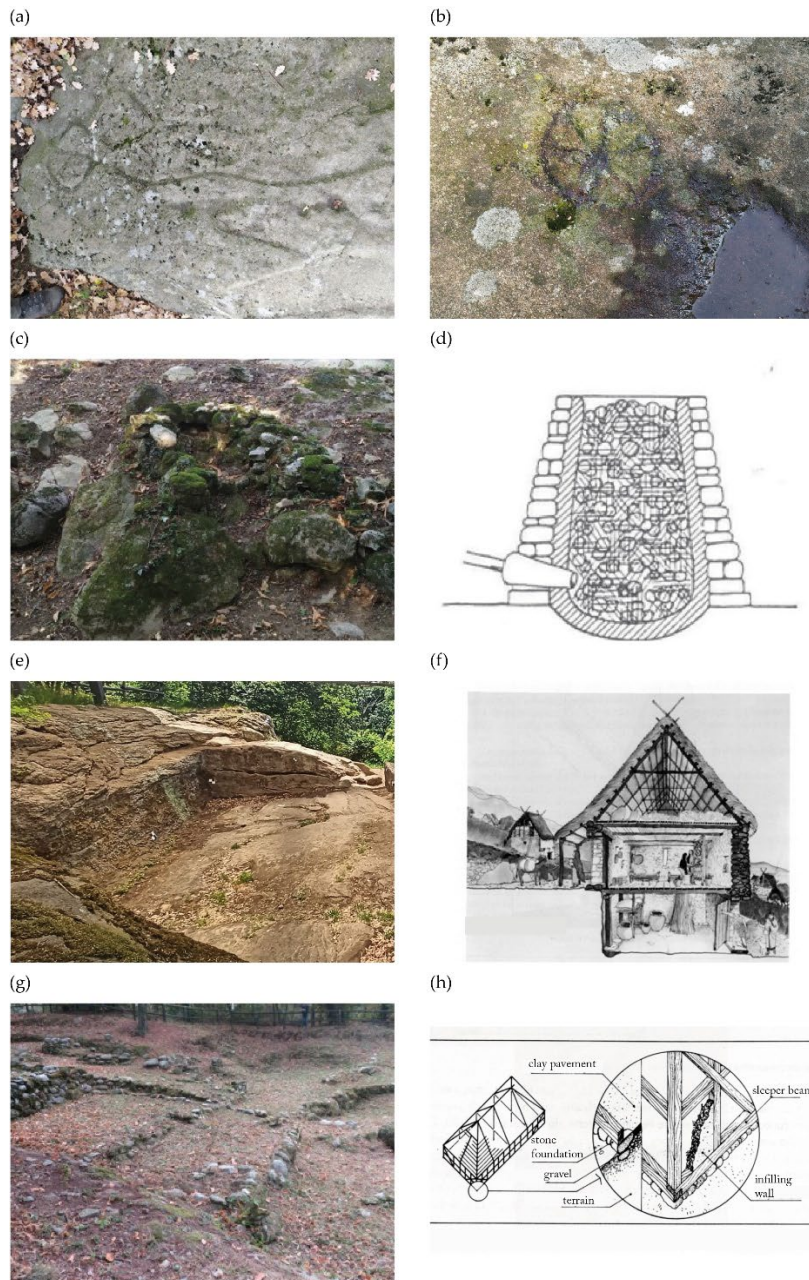 (a)
(b)
(c)
(d)
(e)
(f)
(g)
(h)
clay pavement
sleeper beam
stone
foundation
gravel
infilling
wall
terrain